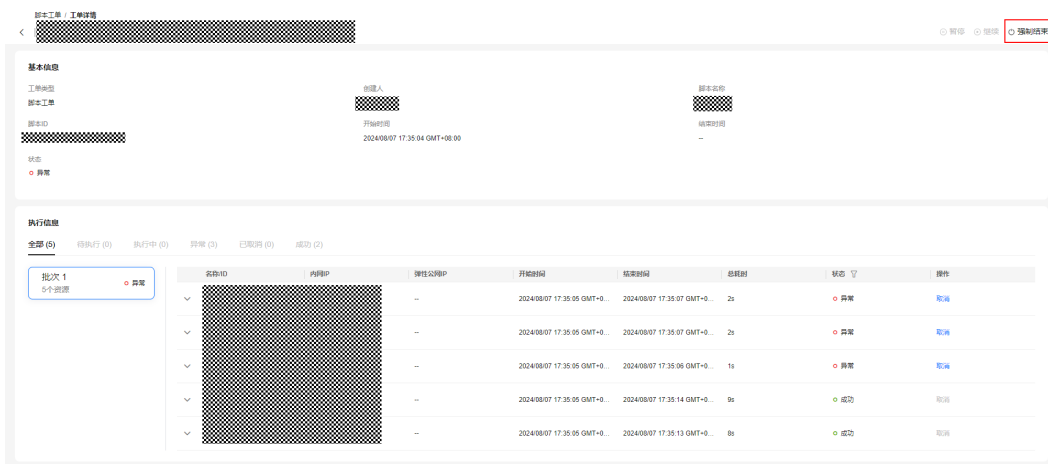 脚本工单 / 工单详情
暂停 继续 强制结束
基本信息
工单类型 创建人 脚本名称
脚本工单
脚本ID 开始时间 结束时间
2024/08/07 17:35:04 GMT+08:00 --
状态
异常
执行信息
全部 (5) 待执行 (0) 执行中 (0) 异常 (3) 已取消 (0) 成功 (2)
批次 1 异常
5个资源
名称/ID 内网IP 弹性公网IP 开始时间 结束时间 总耗时 状态 操作
-- 2024/08/07 17:35:05 GMT+0... 2024/08/07 17:35:07 GMT+0... 2s 异常 取消
-- 2024/08/07 17:35:05 GMT+0... 2024/08/07 17:35:07 GMT+0... 2s 异常 取消
-- 2024/08/07 17:35:05 GMT+0... 2024/08/07 17:35:06 GMT+0... 1s 异常 取消
-- 2024/08/07 17:35:05 GMT+0... 2024/08/07 17:35:14 GMT+0... 9s 成功 取消
-- 2024/08/07 17:35:05 GMT+0... 2024/08/07 17:35:13 GMT+0... 8s 成功 取消